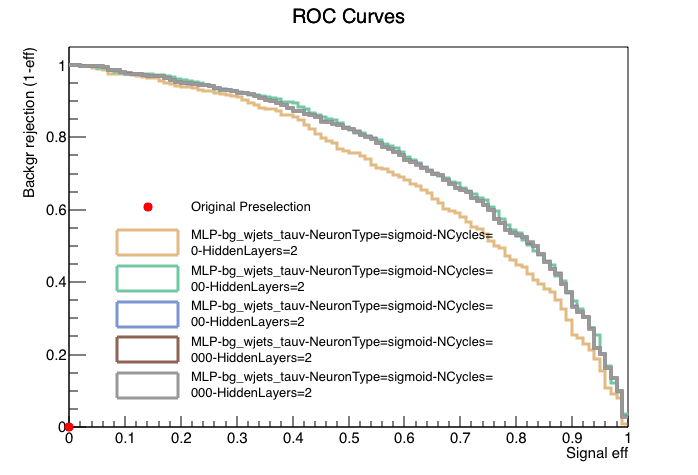 ROC Curves
Backgr rejection (1-eff)
1
0.8
0.6
0.4
0.2
0
Original Preselection
MLP-bg_wjets_tauv-NeuronType=sigmoid-NCycles=
0-HiddenLayers=2
MLP-bg_wjets_tauv-NeuronType=sigmoid-NCycles=
00-HiddenLayers=2
MLP-bg_wjets_tauv-NeuronType=sigmoid-NCycles=
00-HiddenLayers=2
MLP-bg_wjets_tauv-NeuronType=sigmoid-NCycles=
000-HiddenLayers=2
MLP-bg_wjets_tauv-NeuronType=sigmoid-NCycles=
000-HiddenLayers=2
0 0.1 0.2 0.3 0.4 0.5 0.6 0.7 0.8 0.9 1
Signal eff